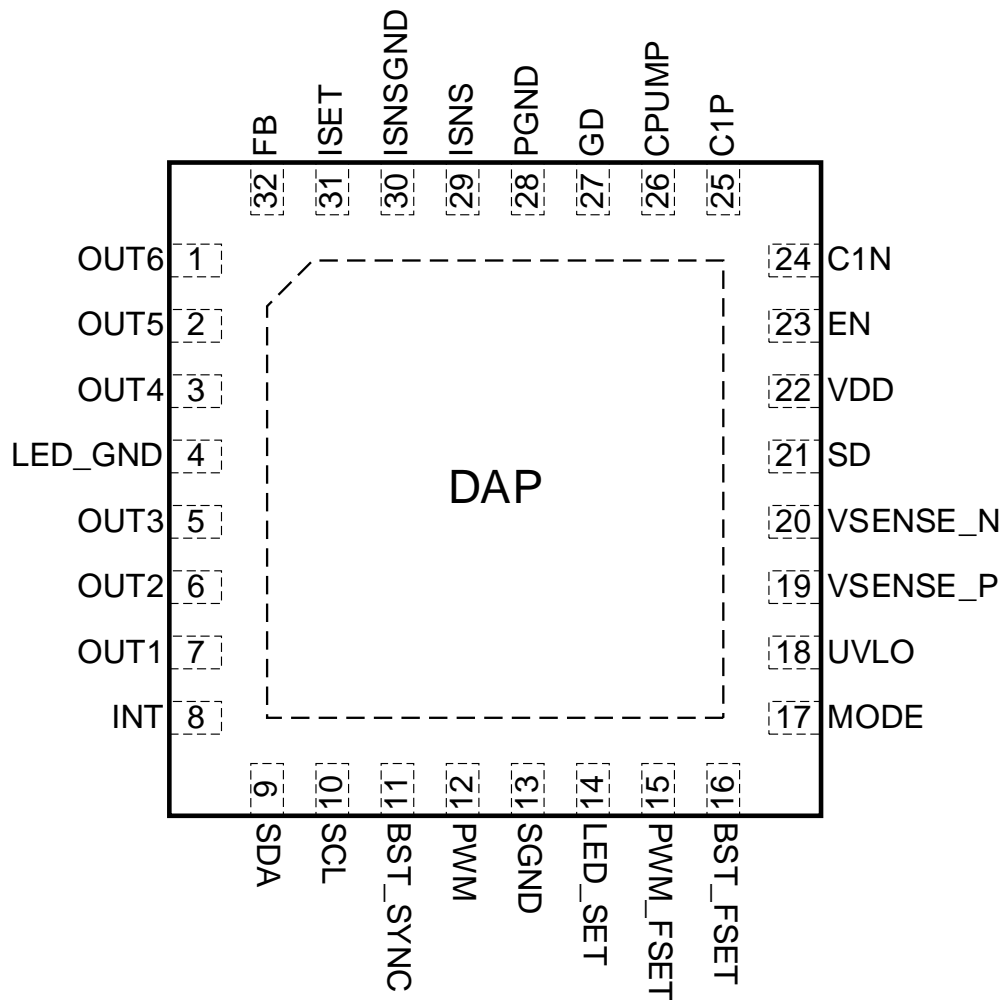 FB
ISET
ISNSGND
ISNS
PGND
GD
CPUMP
C1P
32
31
30
29
28
27
26
25
OUT6 1
24 C1N
OUT5 2
23 EN
OUT4 3
22 VDD
LED_GND 4
21 SD
DAP
OUT3 5
20 VSENSE_N
OUT2 6
19 VSENSE_P
OUT1 7
18 UVLO
INT 8
17 MODE
9
10
11
12
13
14
15
16
SDA
SCL
BST_SYNC
PWM
SGND
LED_SET
PWM_FSET
BST_FSET